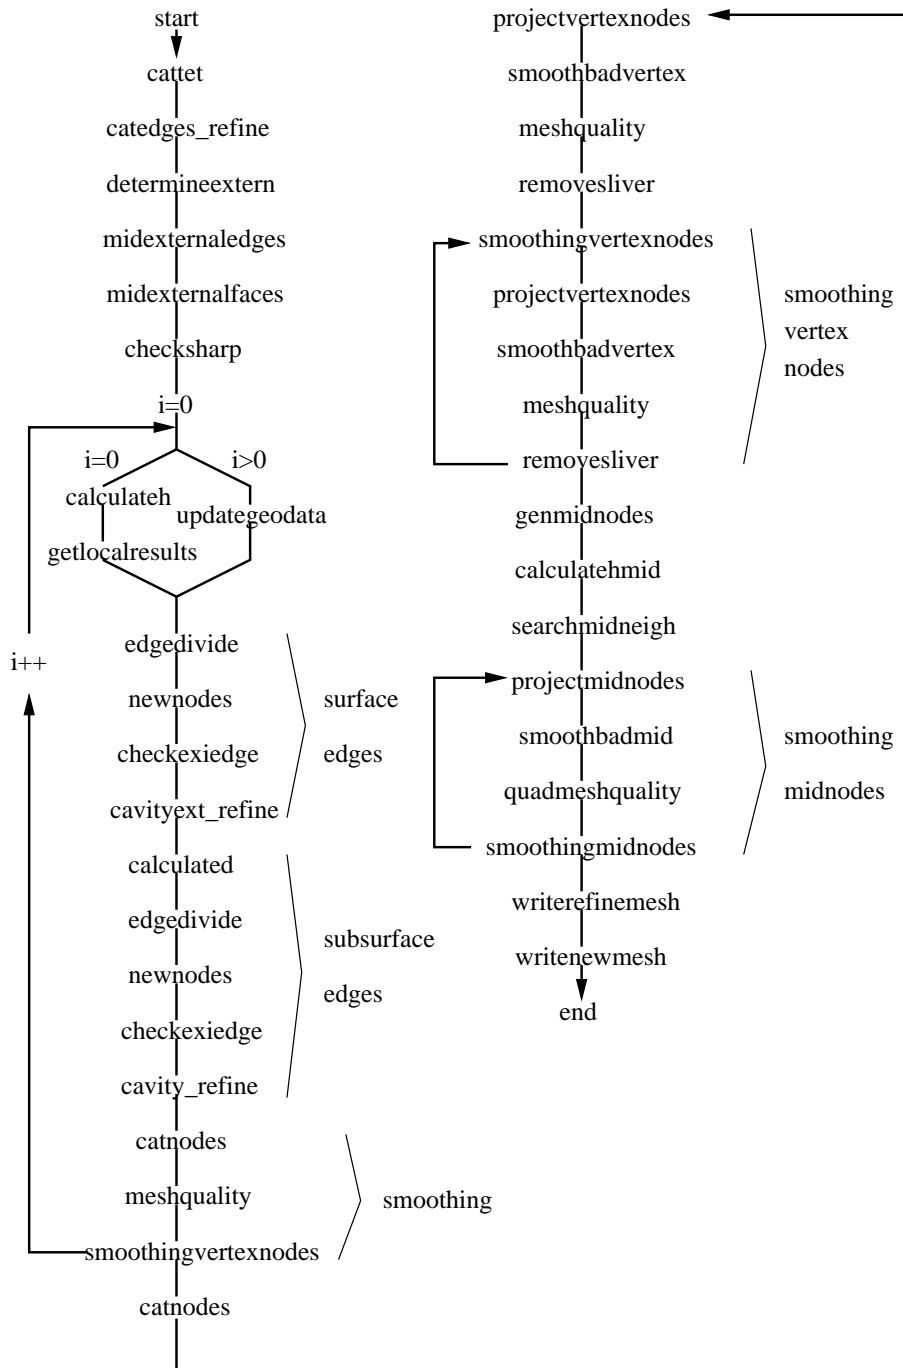 start
cattet
catedges_refine
determineextern
midexternaledges
midexternalfaces
checksharp
i=0
i=0
i>0
calculateh
updategeodata
getlocalresults
i++
edgedivide
newnodes
checkexiedge
cavityext_refine
surface
edges
calculated
edgedivide
newnodes
checkexiedge
cavity_refine
subsurface
edges
catnodes
meshquality
smoothingvertexnodes
smoothing
catnodes
projectvertexnodes
smoothbadvertex
meshquality
removesliver
smoothingvertexnodes
projectvertexnodes
smoothbadvertex
meshquality
removesliver
smoothing
vertex
nodes
genmidnodes
calculatehmid
searchmidneigh
projectmidnodes
smoothbadmid
quadmeshquality
smoothingmidnodes
smoothing
midnodes
writerefinemesh
writenewmesh
end